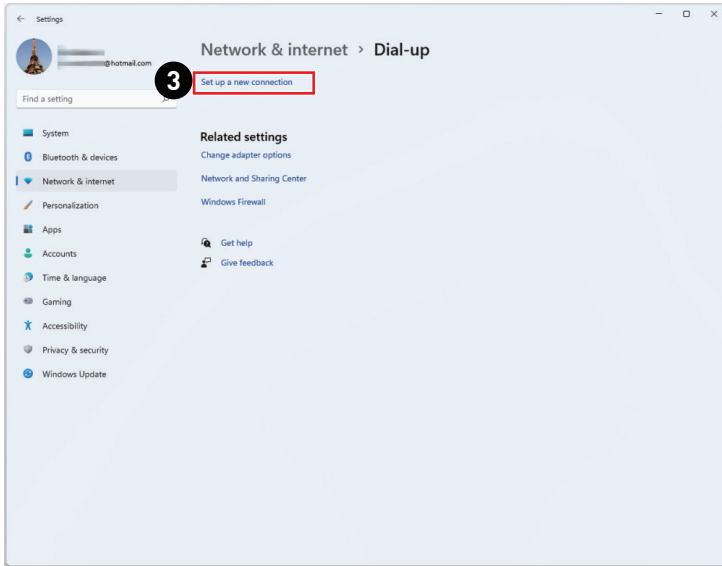 Settings
@hotmail.com
Find a setting
System
Bluetooth & devices
Network & internet
Personalization
Apps
Accounts
Time & language
Gaming
Accessibility
Privacy & security
Windows Update
Network & internet > Dial-up
3
Set up a new connection
Related settings
Change adapter options
Network and Sharing Center
Windows Firewall
Get help
Give feedback